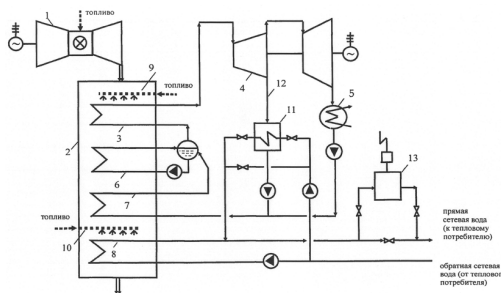 топливо
1
9
топливо
4
12
5
3
2
11
6
13
7
топливо
10
8
прямая
сетевая вода
(к тепловому
потребителю)
обратная сетевая
вода (от теплового
потребителя)